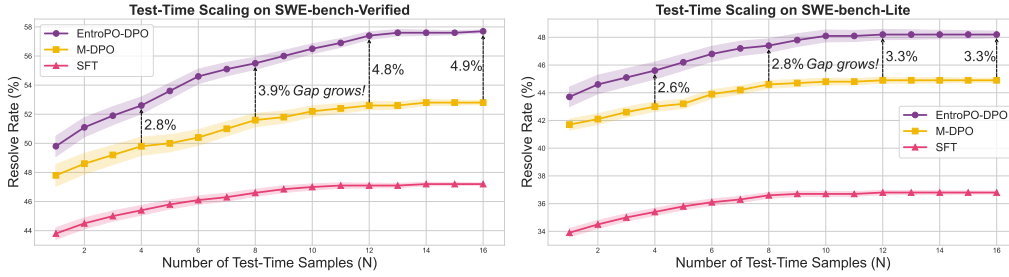 Test-Time Scaling on SWE-bench-Verified
Resolve Rate (%)
58
56
54
52
50
48
46
44
EntroPO-DPO
M-DPO
SFT
2.8%
3.9% Gap grows!
4.8%
4.9%
2
4
6
8
10
12
14
16
Number of Test-Time Samples (N)
Test-Time Scaling on SWE-bench-Lite
Resolve Rate (%)
48
46
44
42
40
38
36
34
2.6%
2.8% Gap grows!
3.3%
3.3%
EntroPO-DPO
M-DPO
SFT
2
4
6
8
10
12
14
16
Number of Test-Time Samples (N)